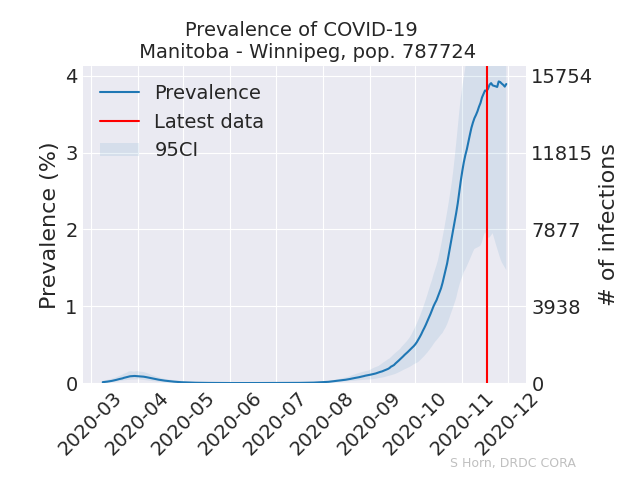 Prevalence of COVID-19
Manitoba - Winnipeg, pop. 787724
Prevalence
Latest data
95CI
Prevalence (%)
4
3
2
1
0
15754
11815
7877
3938
0
# of infections
2020-03
2020-04
2020-05
2020-06
2020-07
2020-08
2020-09
2020-10
2020-11
2020-12
S Horn, DRDC CORA